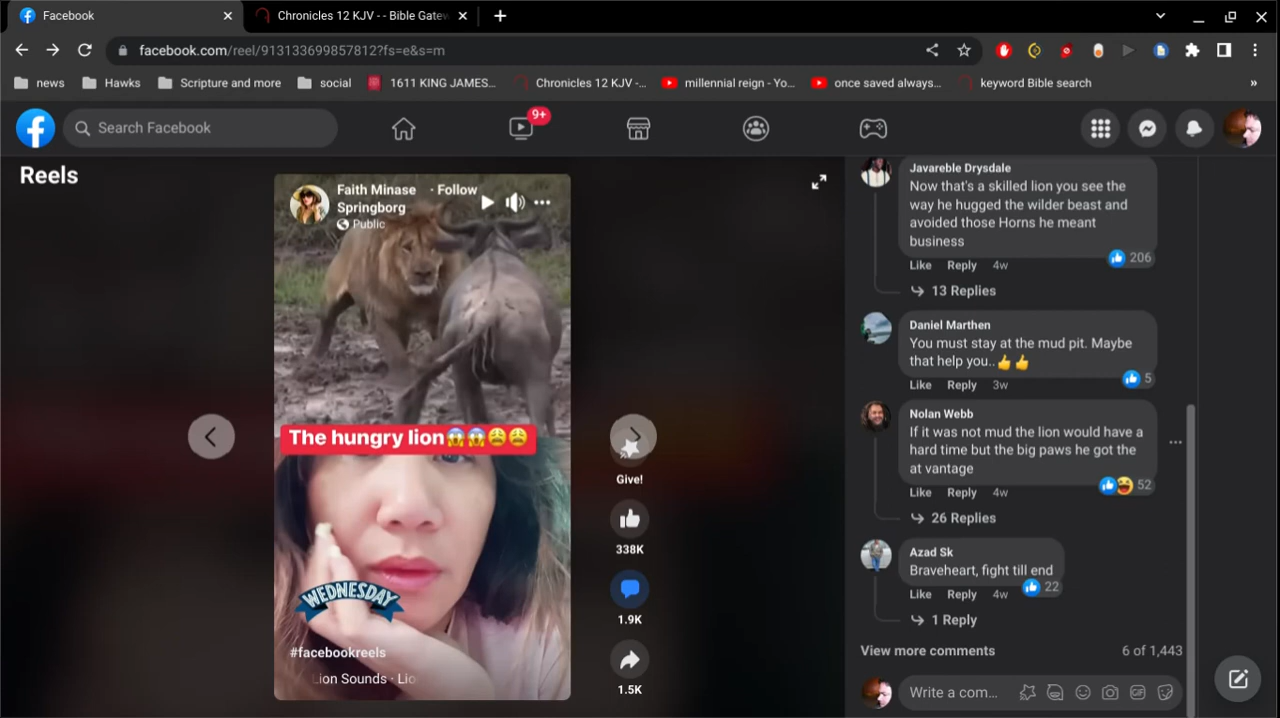 Facebook
Chronicles 12 KJV - - Bible Gatew
facebook.com/reel/913133699857812?fs=e&s=m
news
Hawks
Scripture and more
social
1611 KING JAMES...
Chronicles 12 KJV -...
millennial reign - Yo...
once saved always...
keyword Bible search
»
Search Facebook
9+
Reels
Faith Minase Springborg · Follow
Public
The hungry lion😱😱😩😩
WEDNESDAY
#facebookreels
Lion Sounds · Lio
Give!
338K
1.9K
1.5K
Javareble Drysdale
Now that's a skilled lion you see the
way he hugged the wilder beast and
avoided those Horns he meant
business
206
Like Reply 4w
13 Replies
Daniel Marthen
You must stay at the mud pit. Maybe
that help you..👍👍
5
Like Reply 3w
Nolan Webb
If it was not mud the lion would have a
hard time but the big paws he got the
at vantage
52
Like Reply 4w
26 Replies
Azad Sk
Braveheart, fight till end
22
Like Reply 4w
1 Reply
View more comments 6 of 1,443
Write a com...
GIF